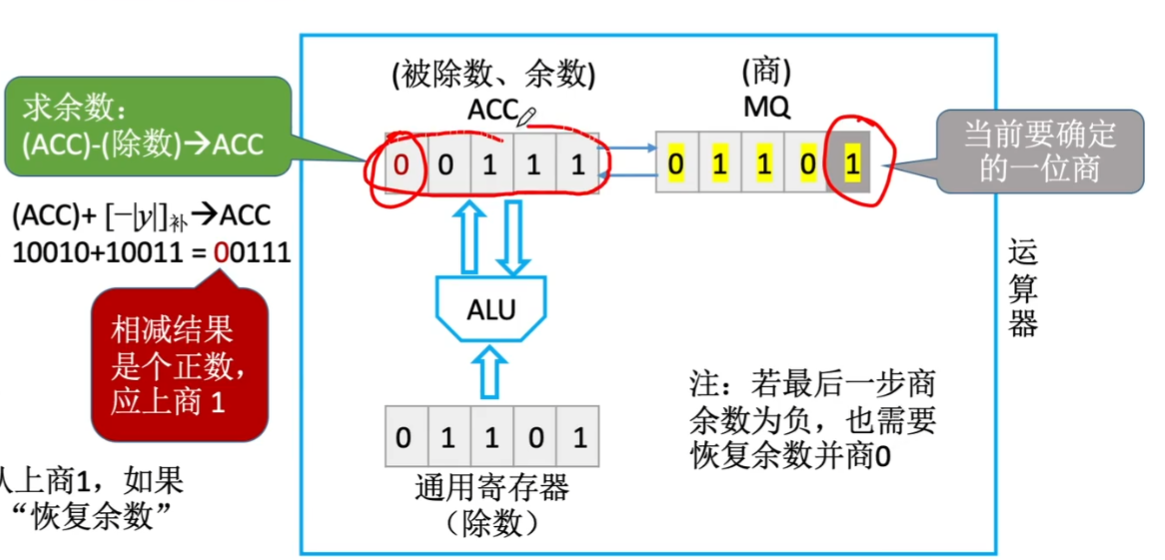 (被除数、余数)
ACC
(商)
MQ
求余数：
(ACC)-(除数)→ACC
0 0 1 1 1
0 1 1 0 1
当前要确定
的一位商
(ACC)+ [−|y|]补→ACC
10010+10011 = 00111
相减结果
是个正数，
应上商 1
ALU
运
算
器
注：若最后一步商
余数为负，也需要
恢复余数并商0
0 1 1 0 1
通用寄存器
（除数）
上商1，如果
“恢复余数”